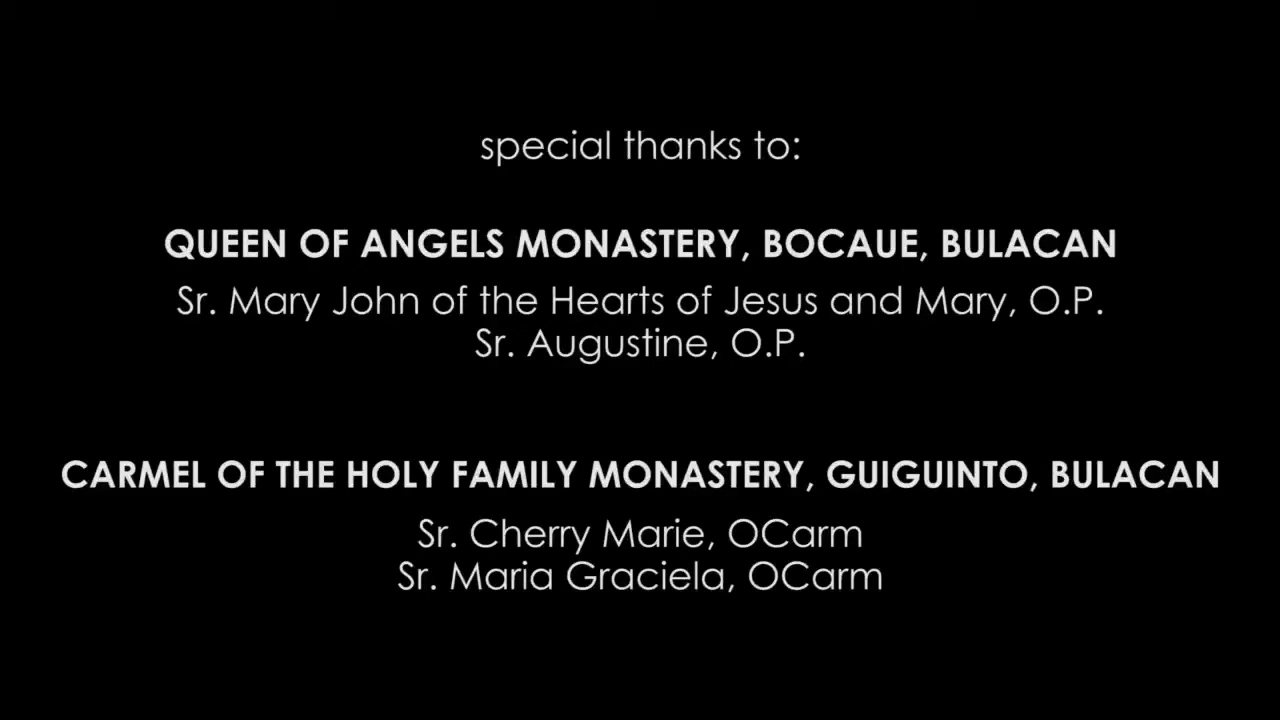 special thanks to:
QUEEN OF ANGELS MONASTERY, BOCAUE, BULACAN
Sr. Mary John of the Hearts of Jesus and Mary, O.P.
Sr. Augustine, O.P.
CARMEL OF THE HOLY FAMILY MONASTERY, GUIGUINTO, BULACAN
Sr. Cherry Marie, OCarm
Sr. Maria Graciela, OCarm